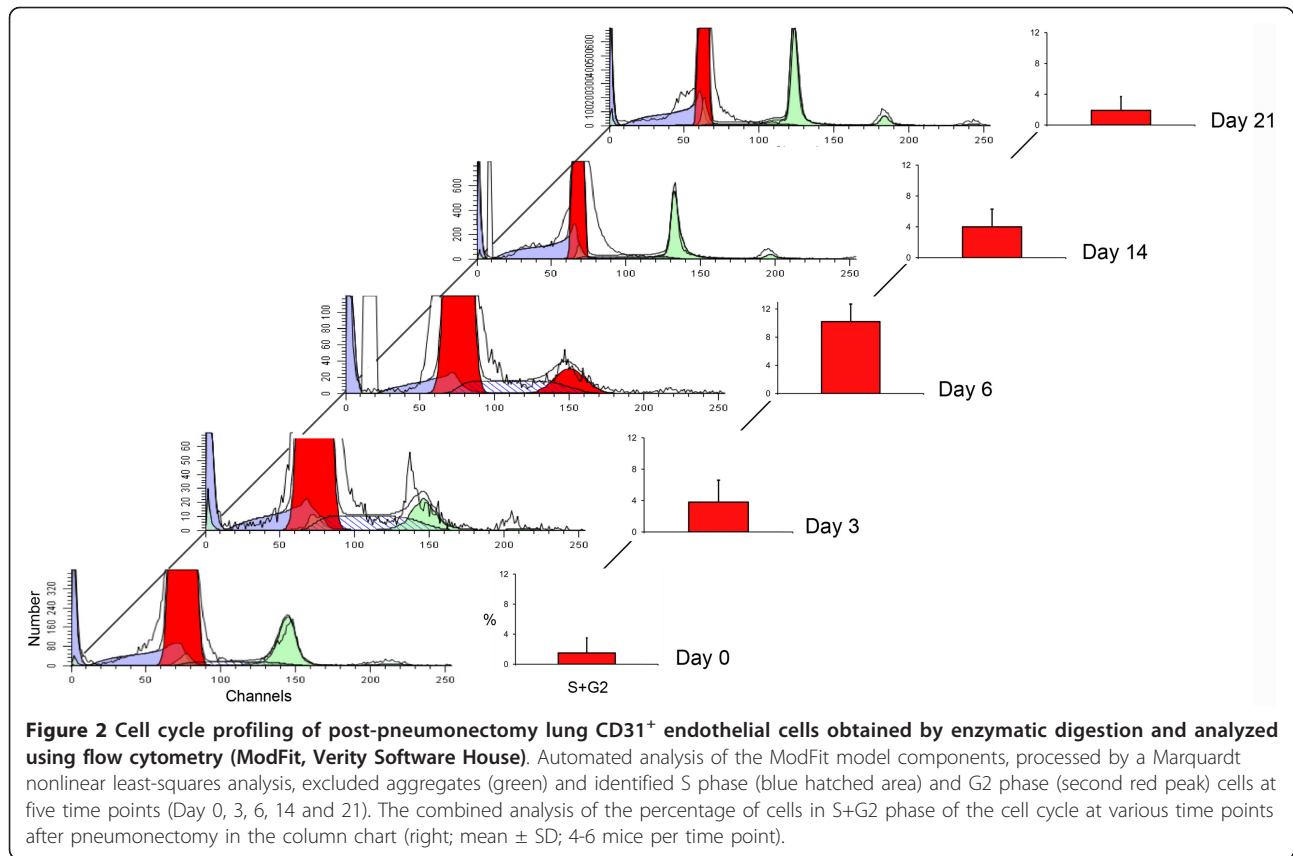 0 100200300400 600600
0 50 100 150 200 250
0 4 8 12
Day 21
0 200 400 600
0 50 100 150 200 250
0 4 8 12
Day 14
0 20 40 60 80 100
0 50 100 150 200 250
0 4 8 12
Day 6
0 10 20 30 40 50 60
0 50 100 150 200 250
0 4 8 12
Day 3
Number
0 80 160 240 320
0 50 100 150 200 250
Channels
%
0 4 8 12
S+G2
Day 0
Figure 2 Cell cycle profiling of post-pneumonectomy lung CD31+ endothelial cells obtained by enzymatic digestion and analyzed
using flow cytometry (ModFit, Verity Software House). Automated analysis of the ModFit model components, processed by a Marquardt
nonlinear least-squares analysis, excluded aggregates (green) and identified S phase (blue hatched area) and G2 phase (second red peak) cells at
five time points (Day 0, 3, 6, 14 and 21). The combined analysis of the percentage of cells in S+G2 phase of the cell cycle at various time points
after pneumonectomy in the column chart (right; mean ± SD; 4-6 mice per time point).